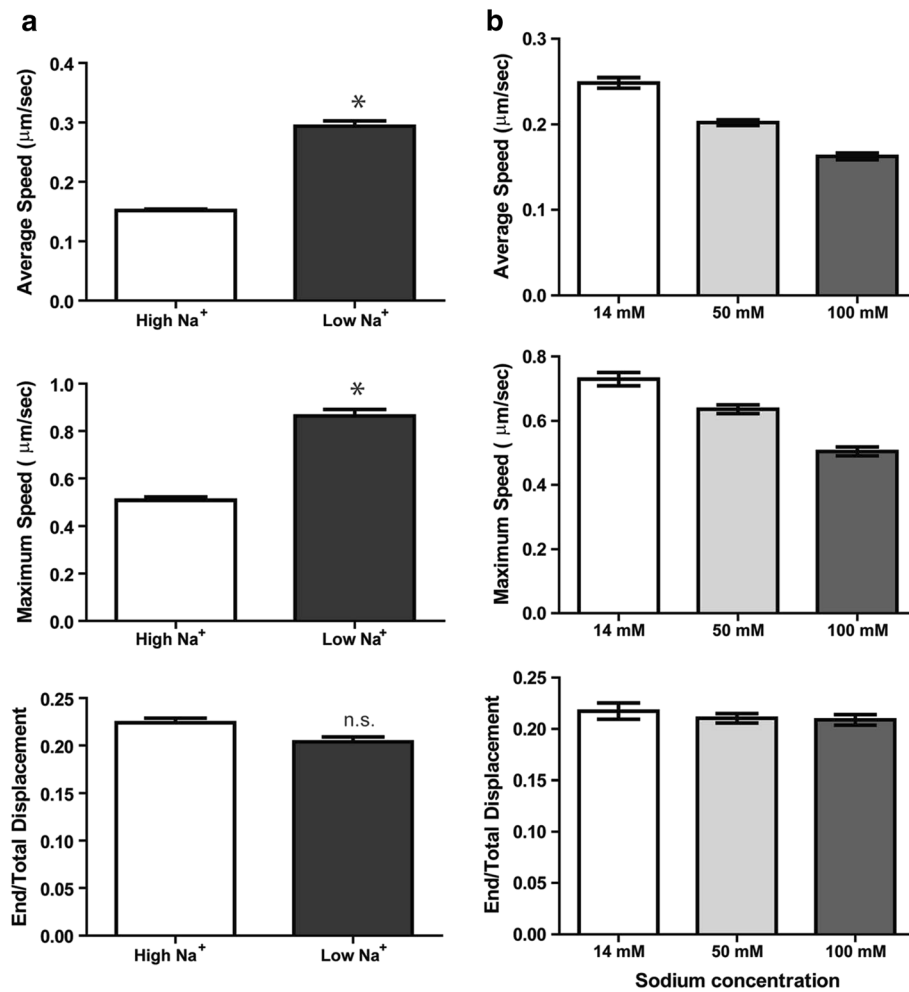 a
Average Speed (μm/sec)
0.4
0.3
0.2
0.1
0.0
*
High Na⁺
Low Na⁺
Maximum Speed ( μm/sec)
1.0
0.8
0.6
0.4
0.2
0.0
*
High Na⁺
Low Na⁺
End/Total Displacement
0.25
0.20
0.15
0.10
0.05
0.00
n.s.
High Na⁺
Low Na⁺
b
Average Speed (μm/sec)
0.3
0.2
0.1
0.0
14 mM
50 mM
100 mM
Maximum Speed ( μm/sec)
0.8
0.6
0.4
0.2
0.0
14 mM
50 mM
100 mM
End/Total Displacement
0.25
0.20
0.15
0.10
0.05
0.00
14 mM
50 mM
100 mM
Sodium concentration